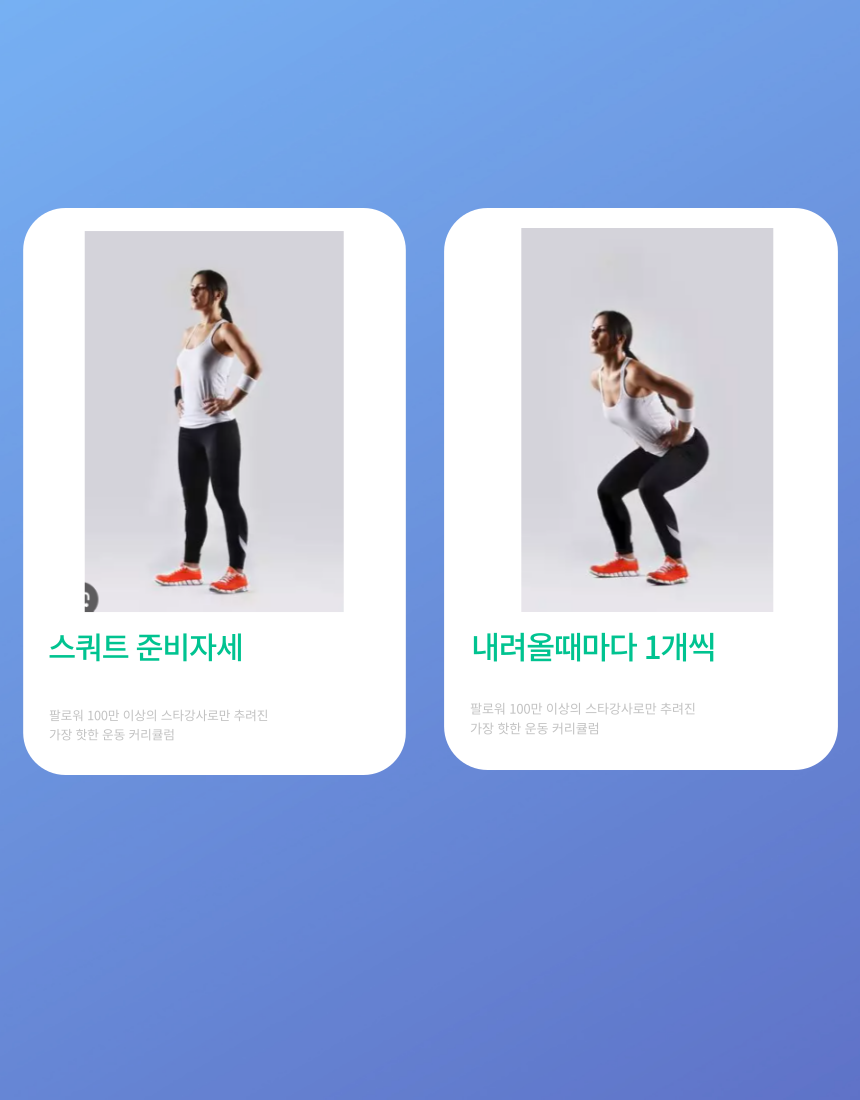 스쿼트 준비자세
팔로워 100만 이상의 스타강사로만 추려진
가장 핫한 운동 커리큘럼
내려올때마다 1개씩
팔로워 100만 이상의 스타강사로만 추려진
가장 핫한 운동 커리큘럼